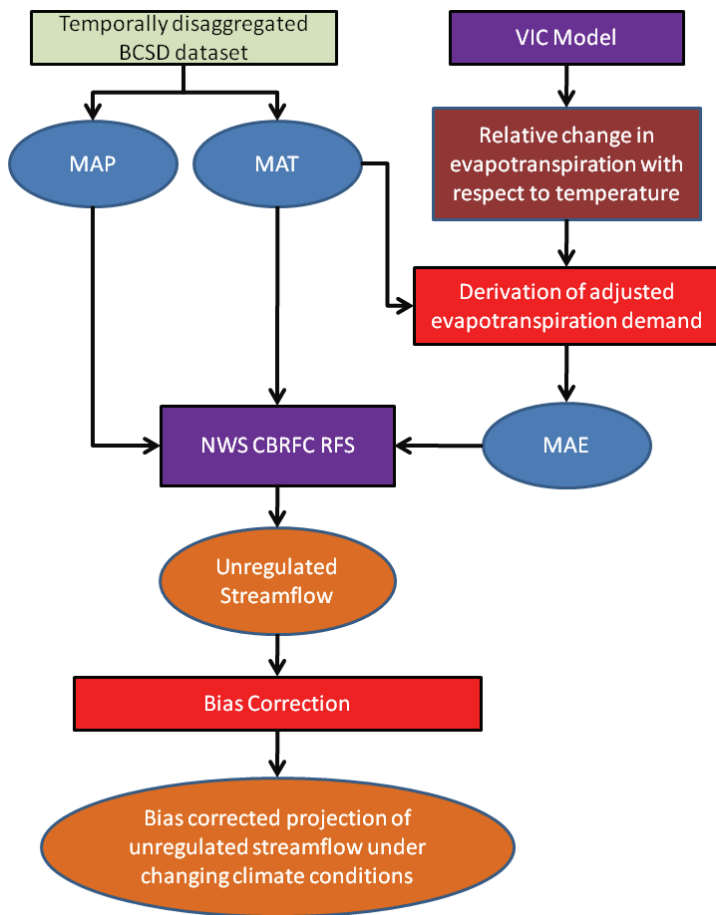 Temporally disaggregated
BCSD dataset
VIC Model
MAP
MAT
Relative change in
evapotranspiration with
respect to temperature
Derivation of adjusted
evapotranspiration demand
NWS CBRFC RFS
MAE
Unregulated
Streamflow
Bias Correction
Bias corrected projection of
unregulated streamflow under
changing climate conditions